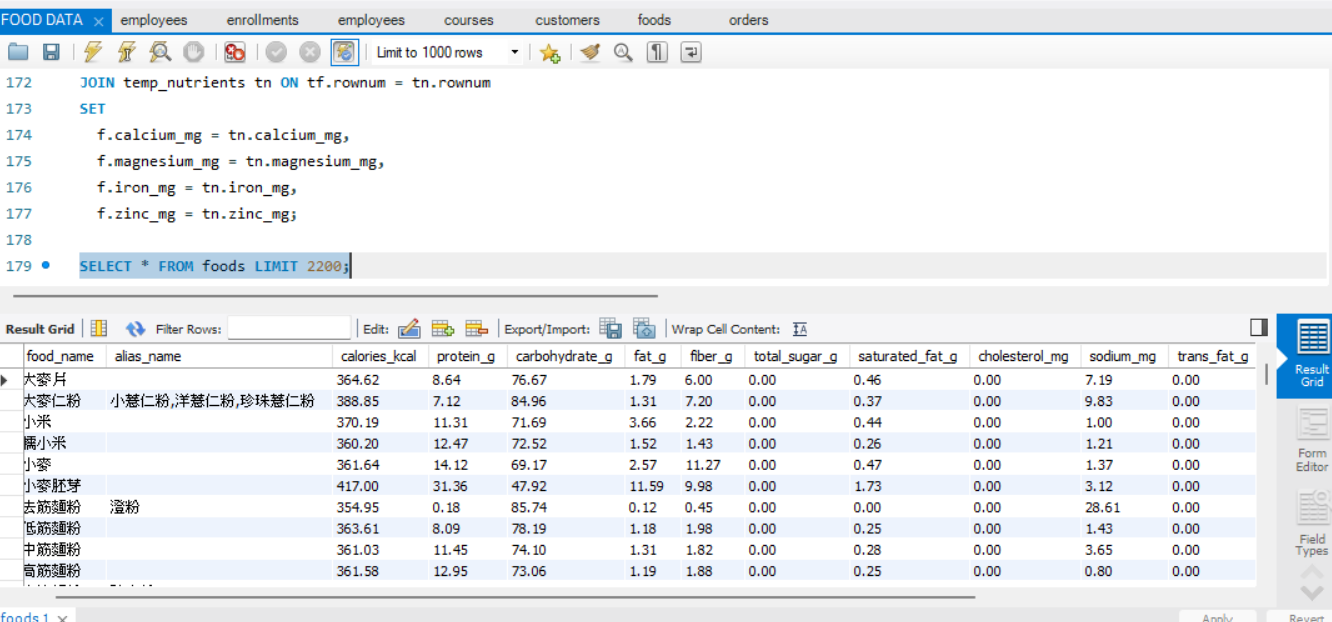 FOOD DATA × employees enrollments employees courses customers foods orders
Limit to 1000 rows
172 JOIN temp_nutrients tn ON tf.rownum = tn.rownum
173 SET
174 f.calcium_mg = tn.calcium_mg,
175 f.magnesium_mg = tn.magnesium_mg,
176 f.iron_mg = tn.iron_mg,
177 f.zinc_mg = tn.zinc_mg;
178
179 SELECT * FROM foods LIMIT 2200;
Result Grid Filter Rows: Edit: Export/Import: Wrap Cell Content:
food_name alias_name calories_kcal protein_g carbohydrate_g fat_g fiber_g total_sugar_g saturated_fat_g cholesterol_mg sodium_mg trans_fat_g
大麥片 364.62 8.64 76.67 1.79 6.00 0.00 0.46 0.00 7.19 0.00
大麥仁粉 小薏仁粉,洋薏仁粉,珍珠薏仁粉 388.85 7.12 84.96 1.31 7.20 0.00 0.37 0.00 9.83 0.00
小米 370.19 11.31 71.69 3.66 2.22 0.00 0.44 0.00 1.00 0.00
糯小米 360.20 12.47 72.52 1.52 1.43 0.00 0.26 0.00 1.21 0.00
小麥 361.64 14.12 69.17 2.57 11.27 0.00 0.47 0.00 1.37 0.00
小麥胚芽 417.00 31.36 47.92 11.59 9.98 0.00 1.73 0.00 3.12 0.00
去筋麵粉 澄粉 354.95 0.18 85.74 0.12 0.45 0.00 0.00 0.00 28.61 0.00
低筋麵粉 363.61 8.09 78.19 1.18 1.98 0.00 0.25 0.00 1.43 0.00
中筋麵粉 361.03 11.45 74.10 1.31 1.82 0.00 0.28 0.00 3.65 0.00
高筋麵粉 361.58 12.95 73.06 1.19 1.88 0.00 0.25 0.00 0.80 0.00
Result
Grid
Form
Editor
Field
Types
foods 1 × Apply Revert